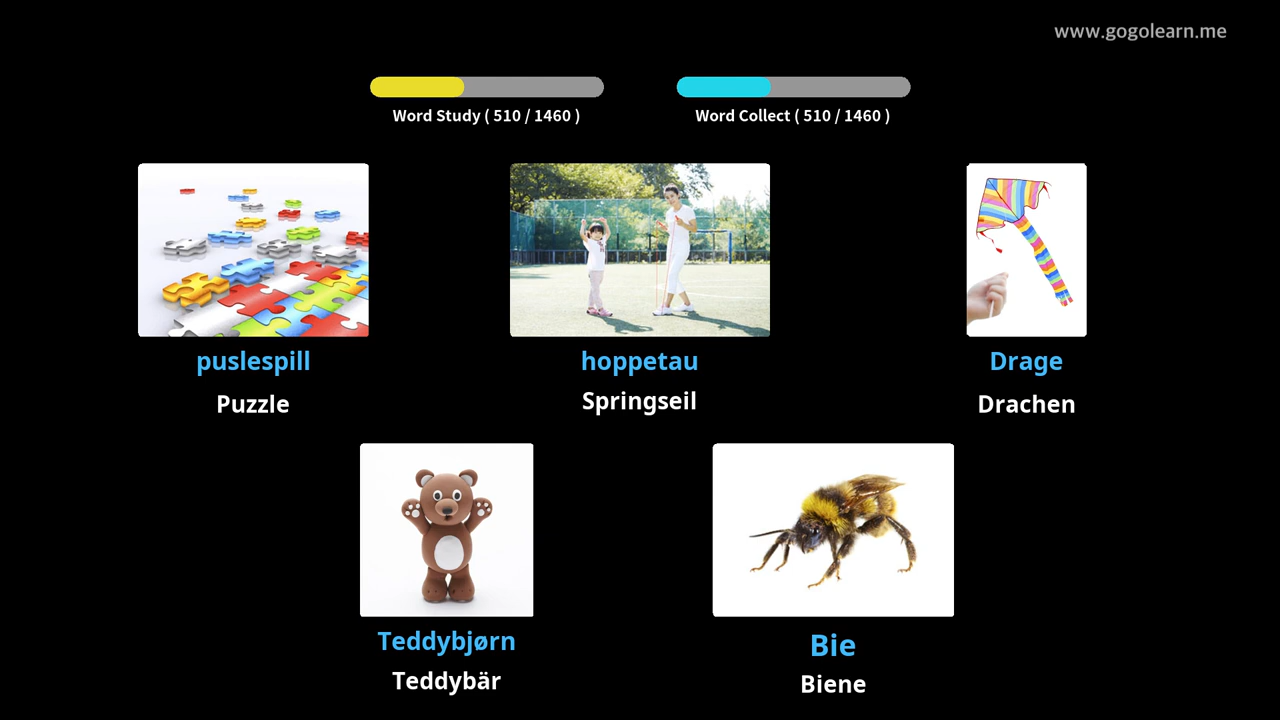 www.gogolearn.me
Word Study ( 510 / 1460 )
Word Collect ( 510 / 1460 )
puslespill
Puzzle
hoppetau
Springseil
Drage
Drachen
Teddybjørn
Teddybär
Bie
Biene